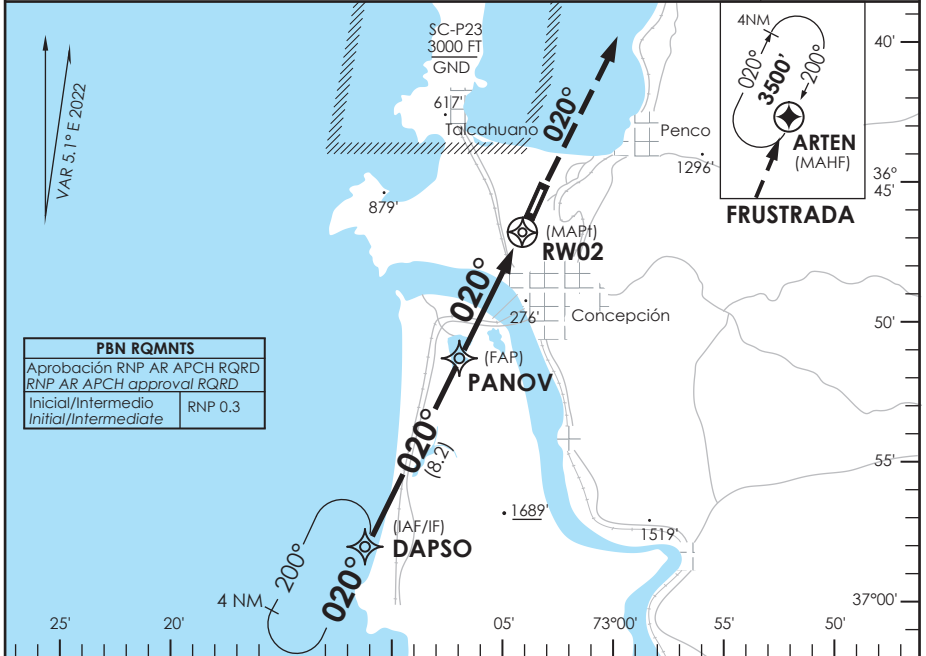 VAR 5.1° E 2022
SC-P23
3000 FT
GND
617'
Talcahuano
020°
Penco
1296'
879'
4NM
020°
3500'
200°
ARTEN
(MAHF)
FRUSTRADA
40'
36°
45'
(MAPt)
RW02
020°
276'
Concepción
50'
PBN RQMNTS
Aprobación RNP AR APCH RQRD
RNP AR APCH approval RQRD
Inicial/Intermedio
Initial/Intermediate
RNP 0.3
(FAP)
PANOV
020°
(8.2)
55'
1689'
1519'
(IAF/IF)
DAPSO
200°
020°
4 NM
37°00'
25'
20'
05'
73°00'
55'
50'